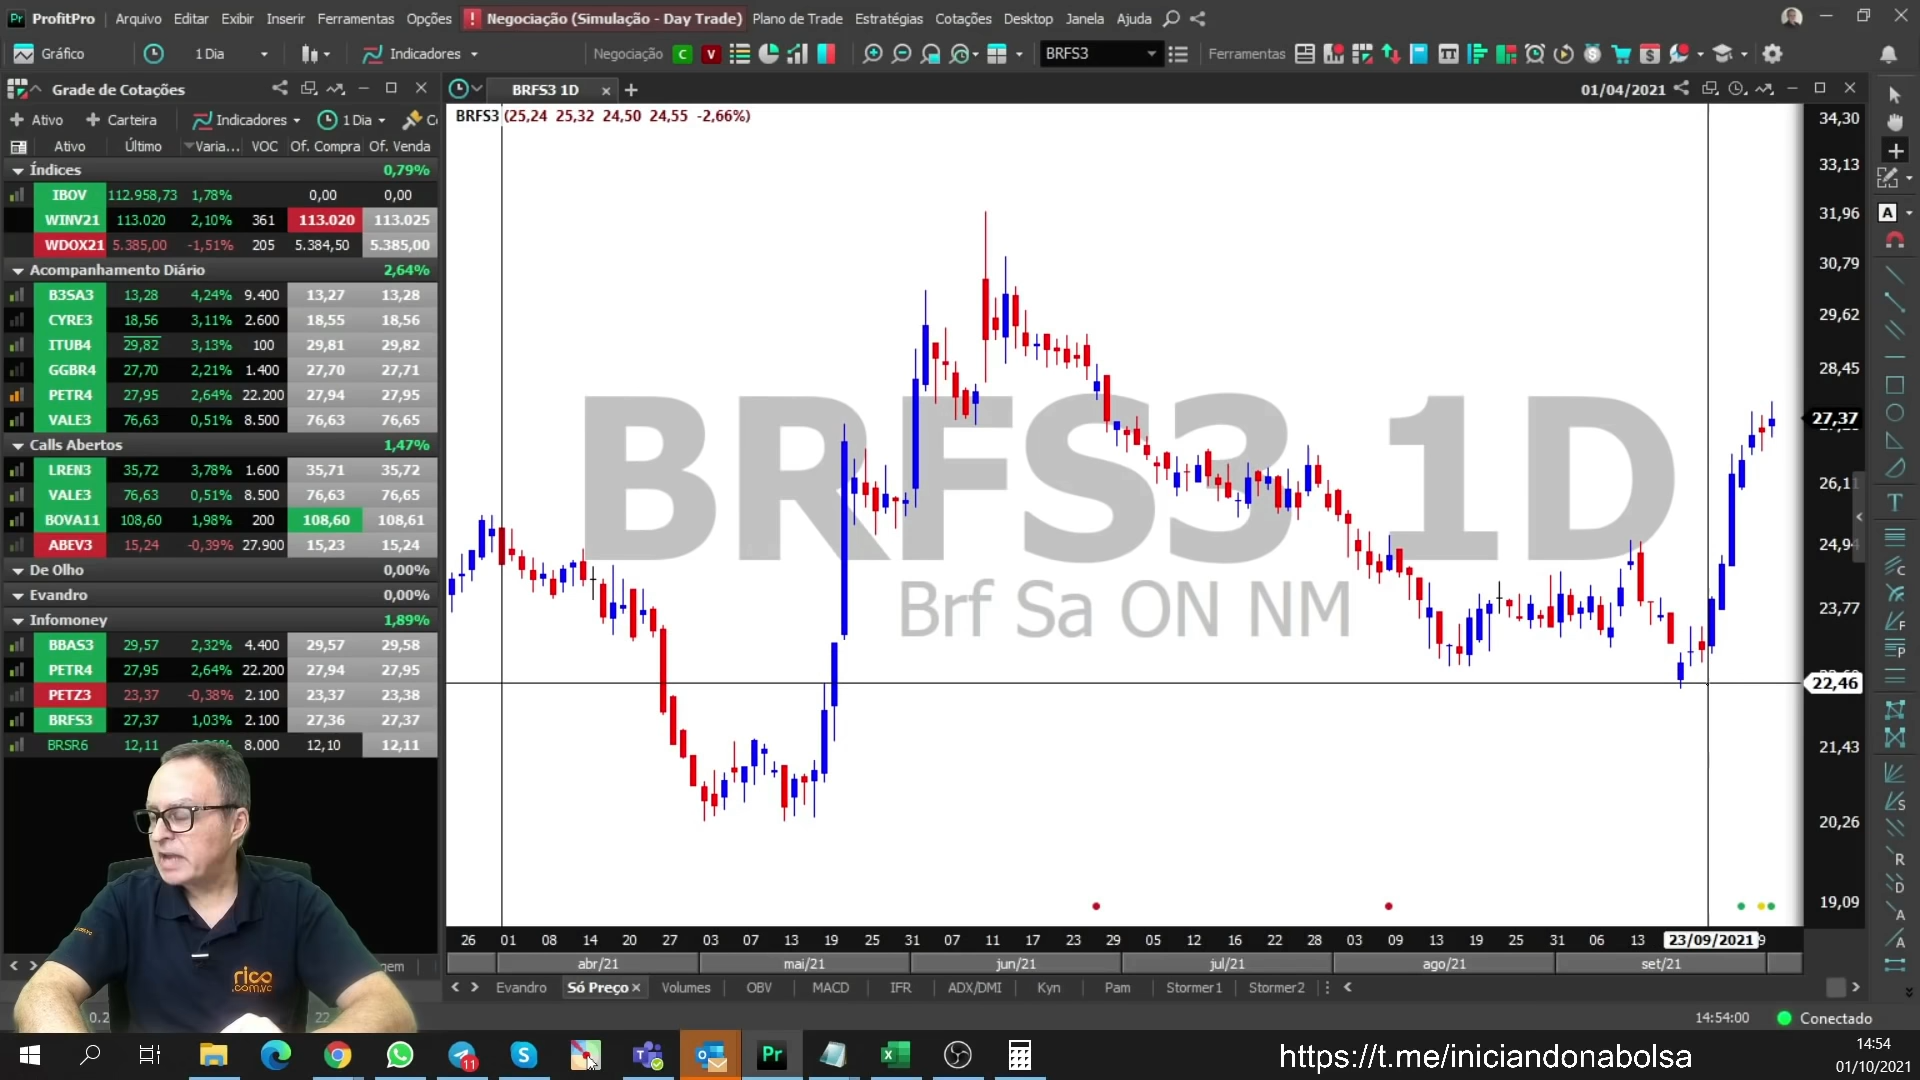 ProfitPro Arquivo Editar Exibir Inserir Ferramentas Opções ! Negociação (Simulação - Day Trade) Plano de Trade Estratégias Cotações Desktop Janela Ajuda
Gráfico 1 Dia Indicadores Negociação C V BRFS3 Ferramentas
Grade de Cotações BRFS3 1D 01/04/2021
Ativo Carteira Indicadores 1 Dia
BRFS3 (25,24 25,32 24,50 24,55 -2,66%)
Ativo Último Varia... VOC Of. Compra Of. Venda
Índices 0,79%
IBOV 112.958,73 1,78% 0,00 0,00
WINV21 113.020 2,10% 361 113.020 113.025
WDOX21 5.385,00 -1,51% 205 5.384,50 5.385,00
Acompanhamento Diário 2,64%
B3SA3 13,28 4,24% 9.400 13,27 13,28
CYRE3 18,56 3,11% 2.600 18,55 18,56
ITUB4 29,82 3,13% 100 29,81 29,82
GGBR4 27,70 2,21% 1.400 27,70 27,71
PETR4 27,95 2,64% 22.200 27,94 27,95
VALE3 76,63 0,51% 8.500 76,63 76,65
Calls Abertos 1,47%
LREN3 35,72 3,78% 1.600 35,71 35,72
VALE3 76,63 0,51% 8.500 76,63 76,65
BOVA11 108,60 1,98% 200 108,60 108,61
ABEV3 15,24 -0,39% 27.900 15,23 15,24
De Olho 0,00%
Evandro 0,00%
Infomoney 1,89%
BBAS3 29,57 2,32% 4.400 29,57 29,58
PETR4 27,95 2,64% 22.200 27,94 27,95
PETZ3 23,37 -0,38% 2.100 23,37 23,38
BRFS3 27,37 1,03% 2.100 27,36 27,37
BRSR6 12,11 8.000 12,10 12,11
BRFS3 1D
Brf Sa ON NM
34,30
33,13
31,96
30,79
29,62
28,45
27,37
26,11
24,94
23,77
22,46
21,43
20,26
19,09
26 01 08 14 20 27 03 07 13 19 25 31 07 11 17 23 29 05 12 16 22 28 03 09 13 19 25 31 06 13 23/09/2021
abr/21 mai/21 jun/21 jul/21 ago/21 set/21
Evandro Só Preço Volumes OBV MACD IFR ADX/DMI Kyn Pam Stormer1 Stormer2
rico
.com.vc
14:54:00 Conectado
11
https://t.me/iniciandonabolsa
14:54
01/10/2021